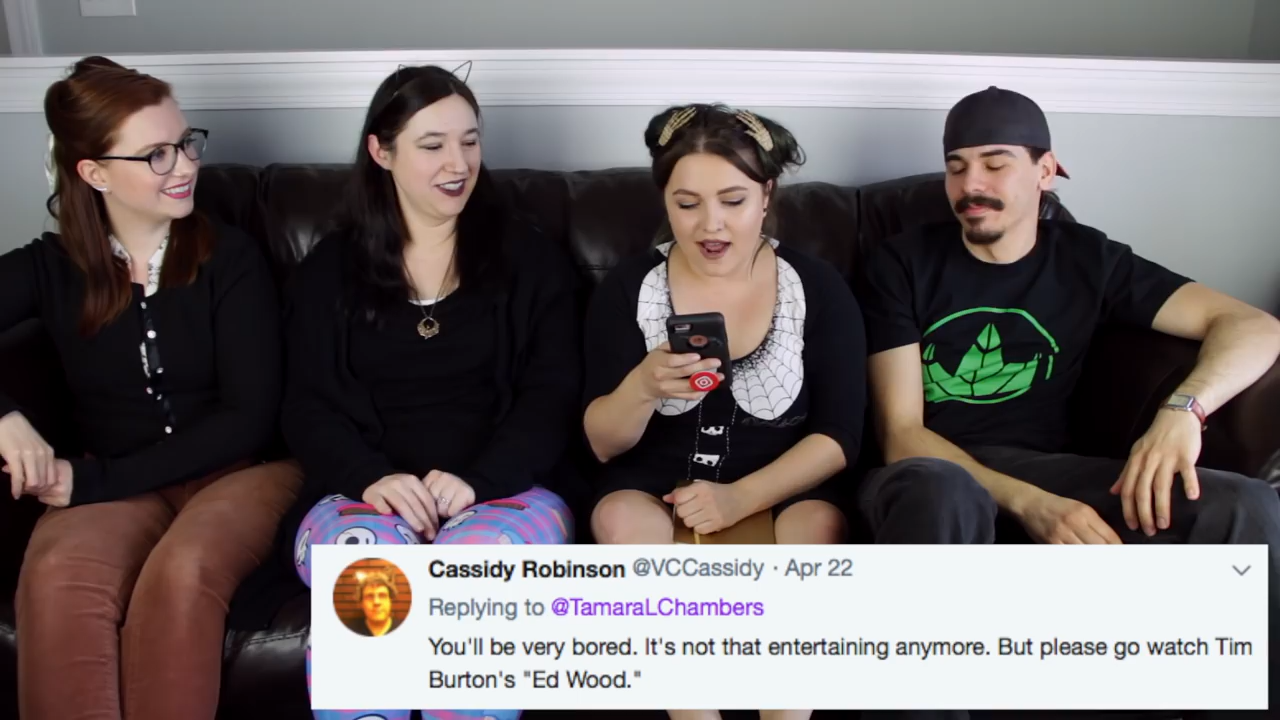 Cassidy Robinson @VCCassidy · Apr 22
Replying to @TamaraLChambers
You'll be very bored. It's not that entertaining anymore. But please go watch Tim
Burton's "Ed Wood."